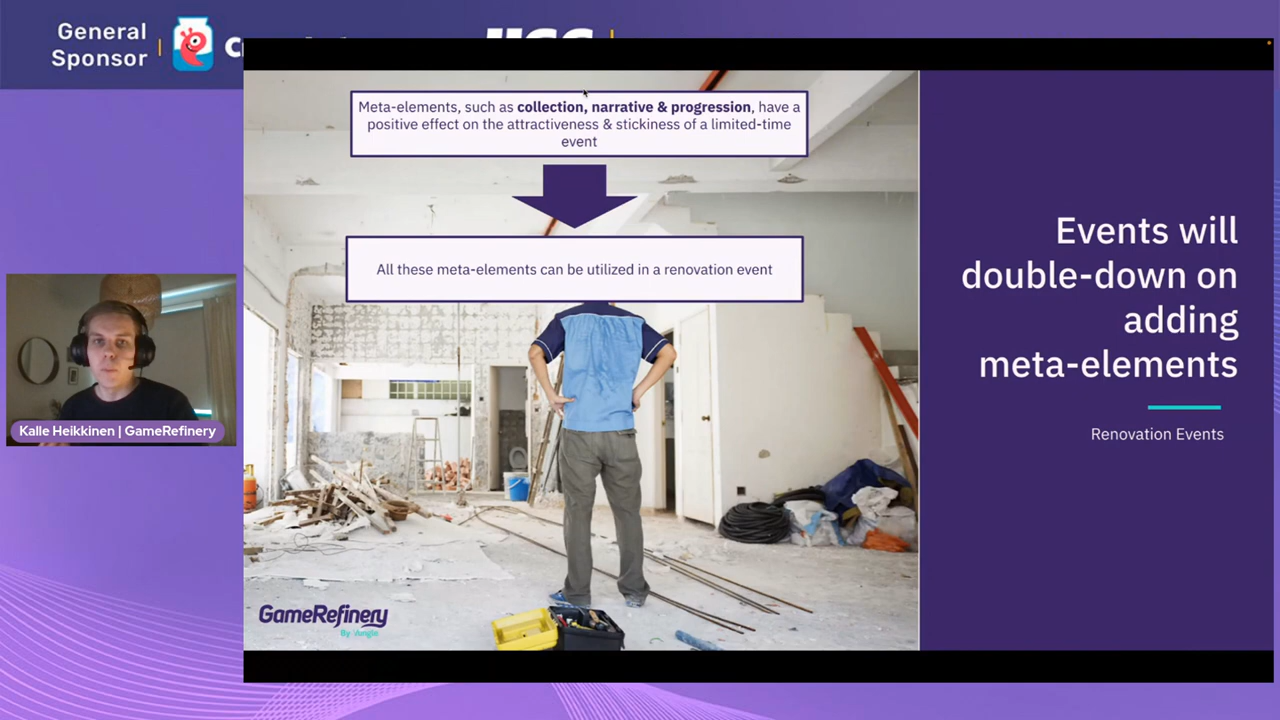 General
Sponsor
Meta-elements, such as collection, narrative & progression, have a
positive effect on the attractiveness & stickiness of a limited-time
event
All these meta-elements can be utilized in a renovation event
Events will
double-down on
adding
meta-elements
Renovation Events
Kalle Heikkinen | GameRefinery
GameRefinery